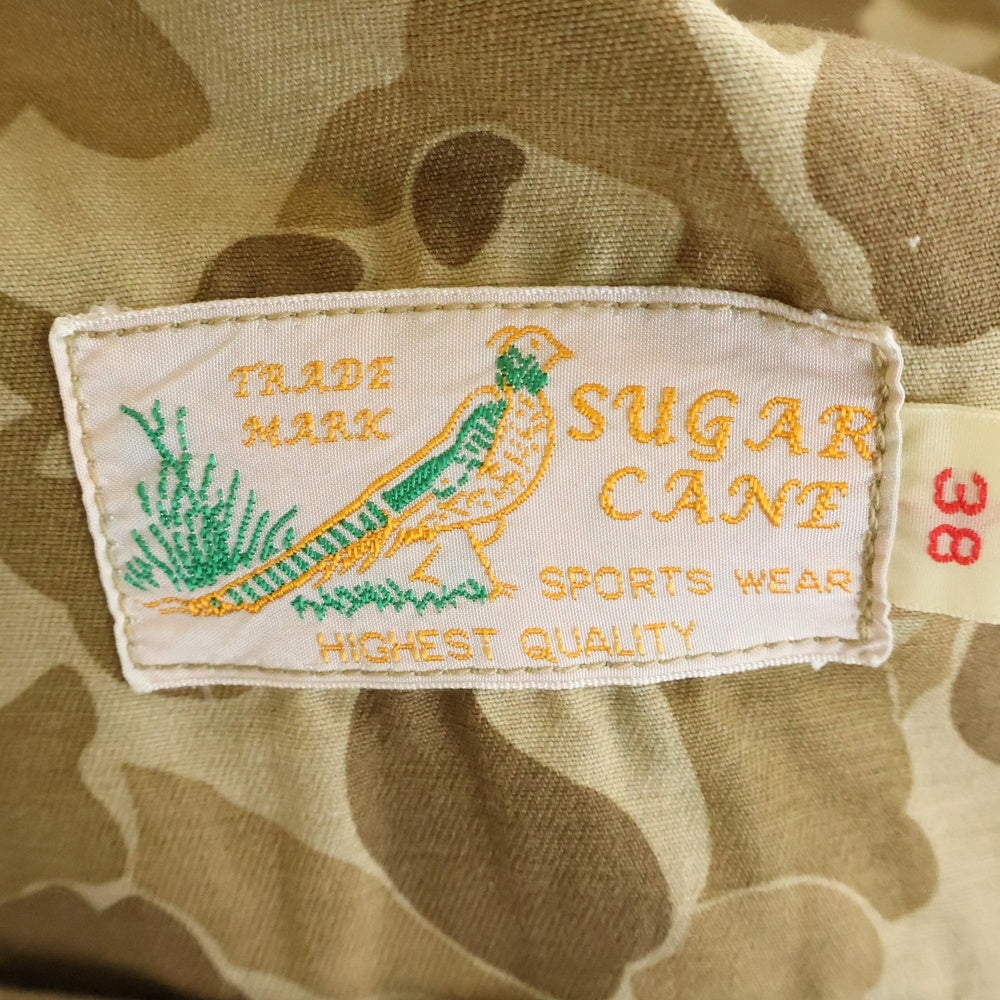 TRADE
MARK
SUGAR
CANE
SPORTS WEAR
HIGHEST QUALITY
38